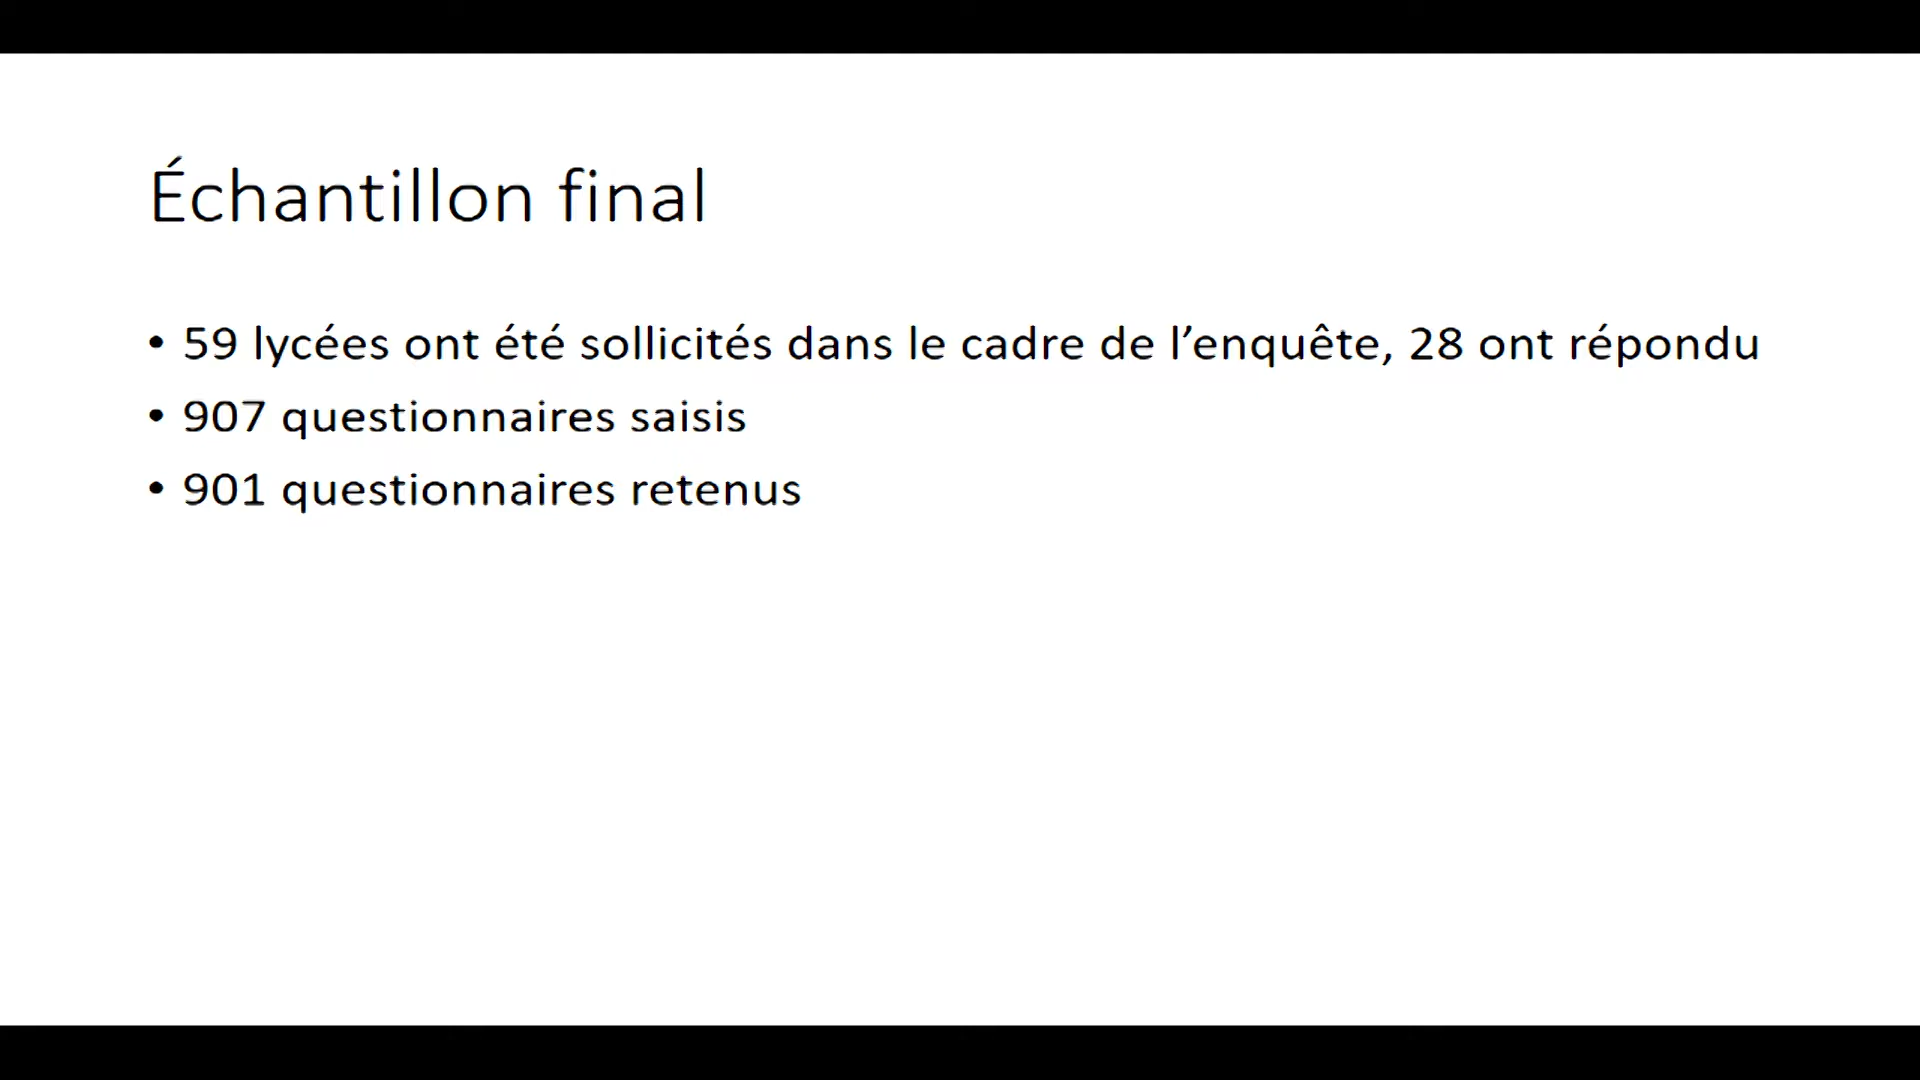 Échantillon final
• 59 lycées ont été sollicités dans le cadre de l’enquête, 28 ont répondu
• 907 questionnaires saisis
• 901 questionnaires retenus